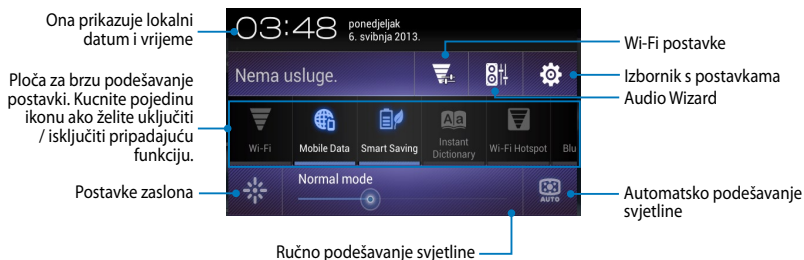 Ona prikazuje lokalni
datum i vrijeme
03:48
ponedjeljak
6. svibnja 2013.
Wi-Fi postavke
Nema usluge.
Izbornik s postavkama
Audio Wizard
Ploča za brzu podešavanje
postavki. Kucnite pojedinu
ikonu ako želite uključiti
/ isključiti pripadajuću
funkciju.
Wi-Fi
Mobile Data
Smart Saving
Aa
Instant
Dictionary
Wi-Fi Hotspot
Blu
Postavke zaslona
Normal mode
AUTO
Automatsko podešavanje
svjetline
Ručno podešavanje svjetline